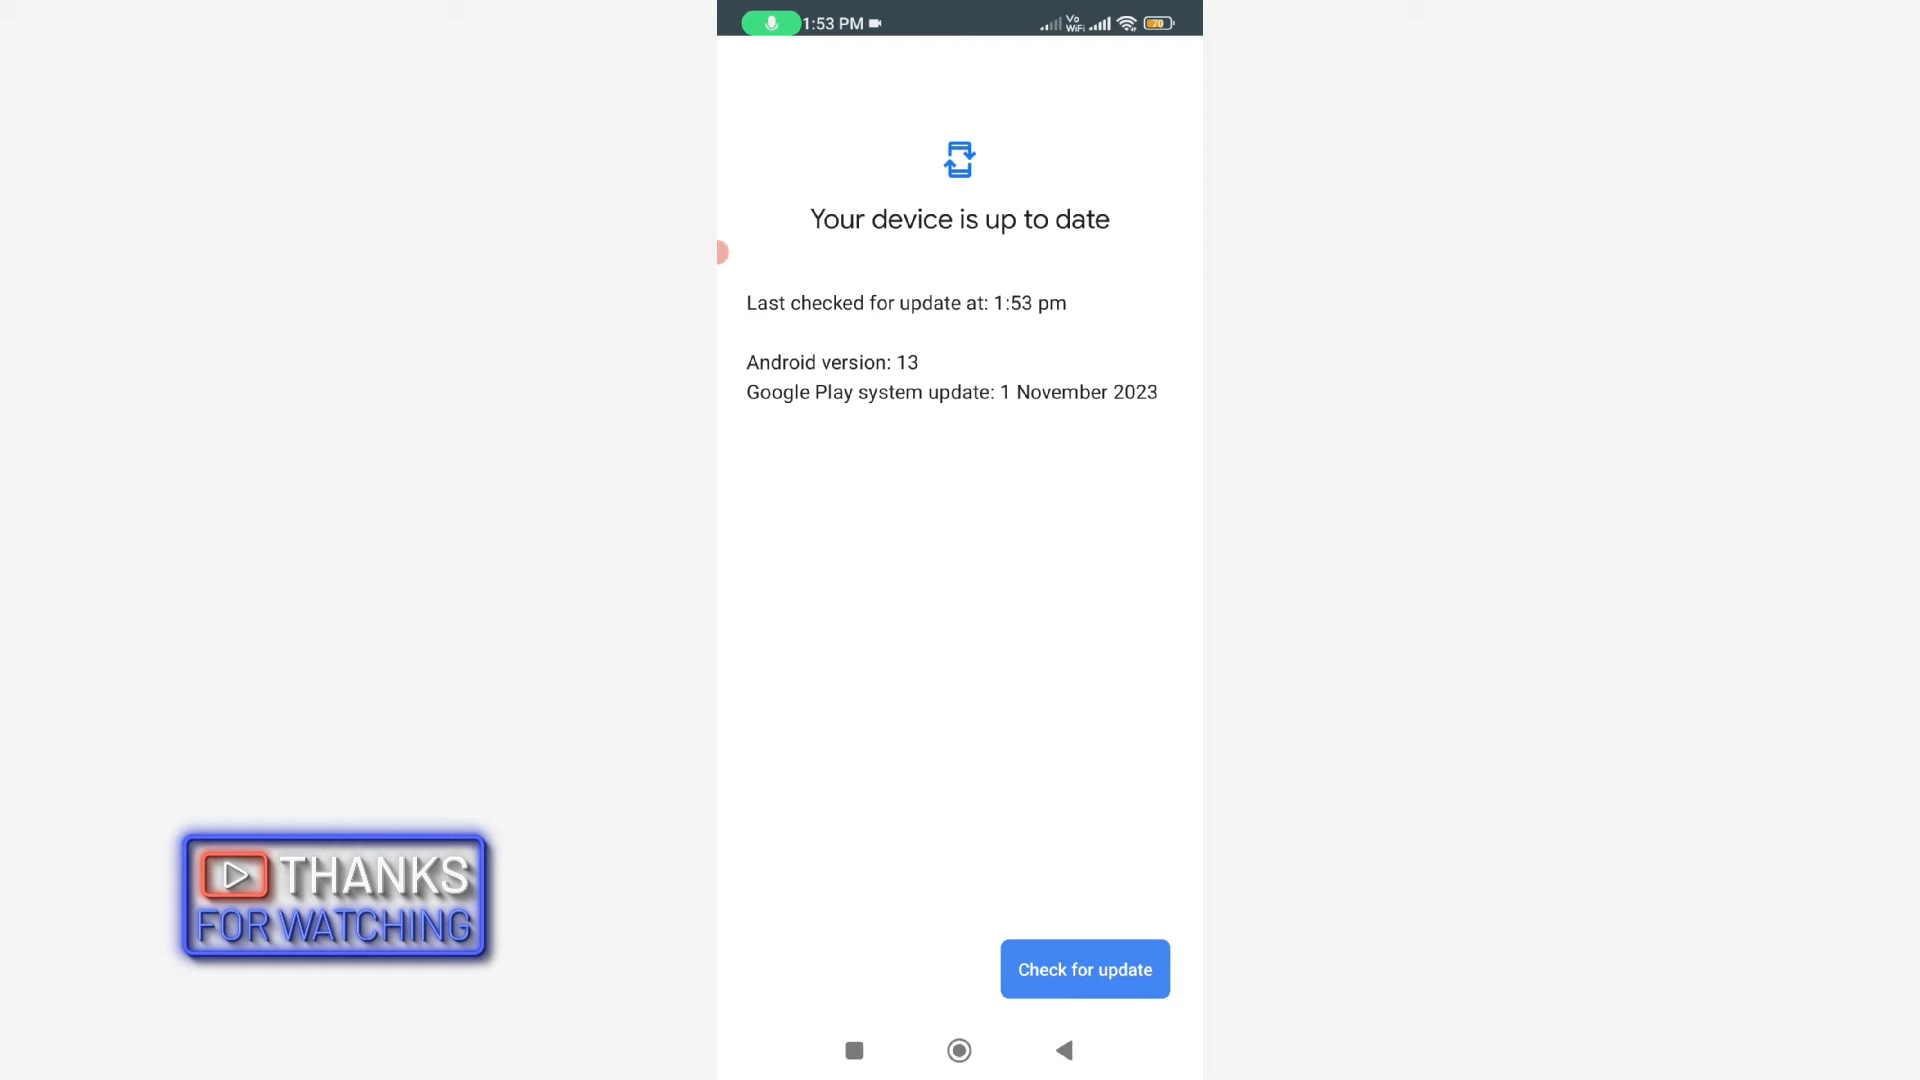 1:53 PM
Vo
WiFi
70
Your device is up to date
Last checked for update at: 1:53 pm
Android version: 13
Google Play system update: 1 November 2023
THANKS
FOR WATCHING
Check for update